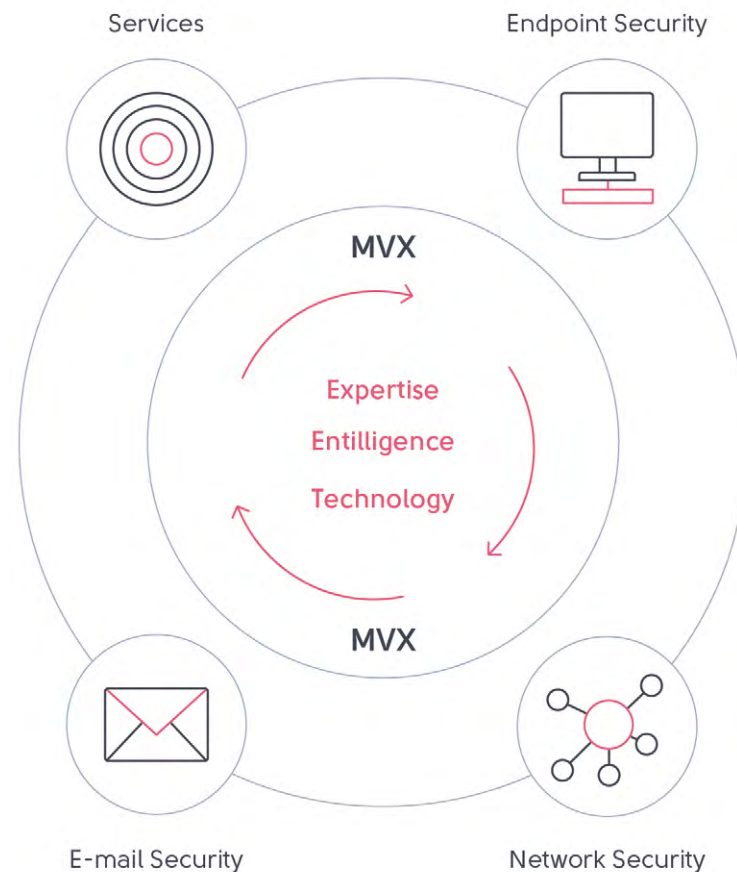 Services
Endpoint Security
MVX
Expertise
Entilligence
Technology
MVX
E-mail Security
Network Security